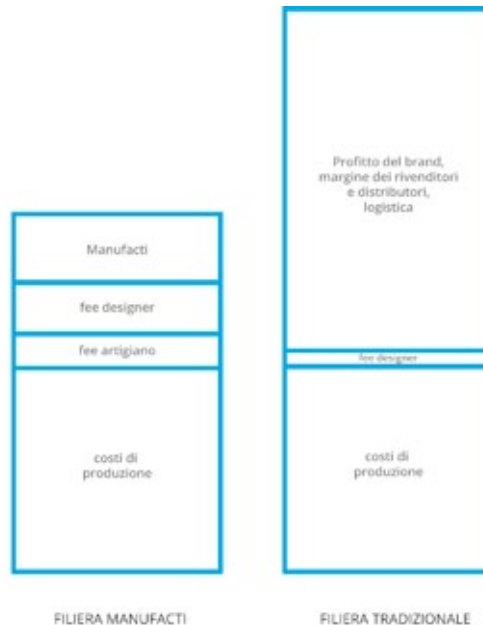 Manufacti
fee designer
fee artigiano
costi di
produzione
FILIERA MANUFACTI
Profitto del brand,
margine dei rivenditori
e distributori,
logistica
fee designer
costi di
produzione
FILIERA TRADIZIONALE